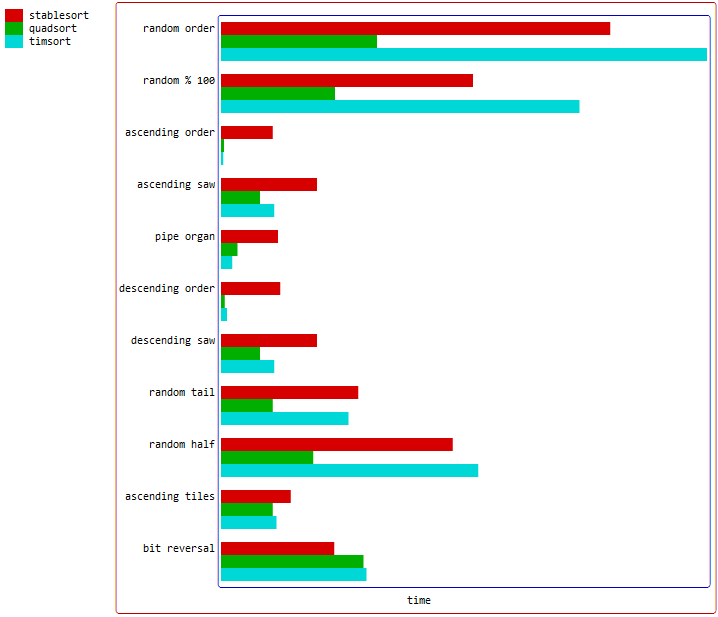 stablesort
quadsort
timsort
random order
random % 100
ascending order
ascending saw
pipe organ
descending order
descending saw
random tail
random half
ascending tiles
bit reversal
time